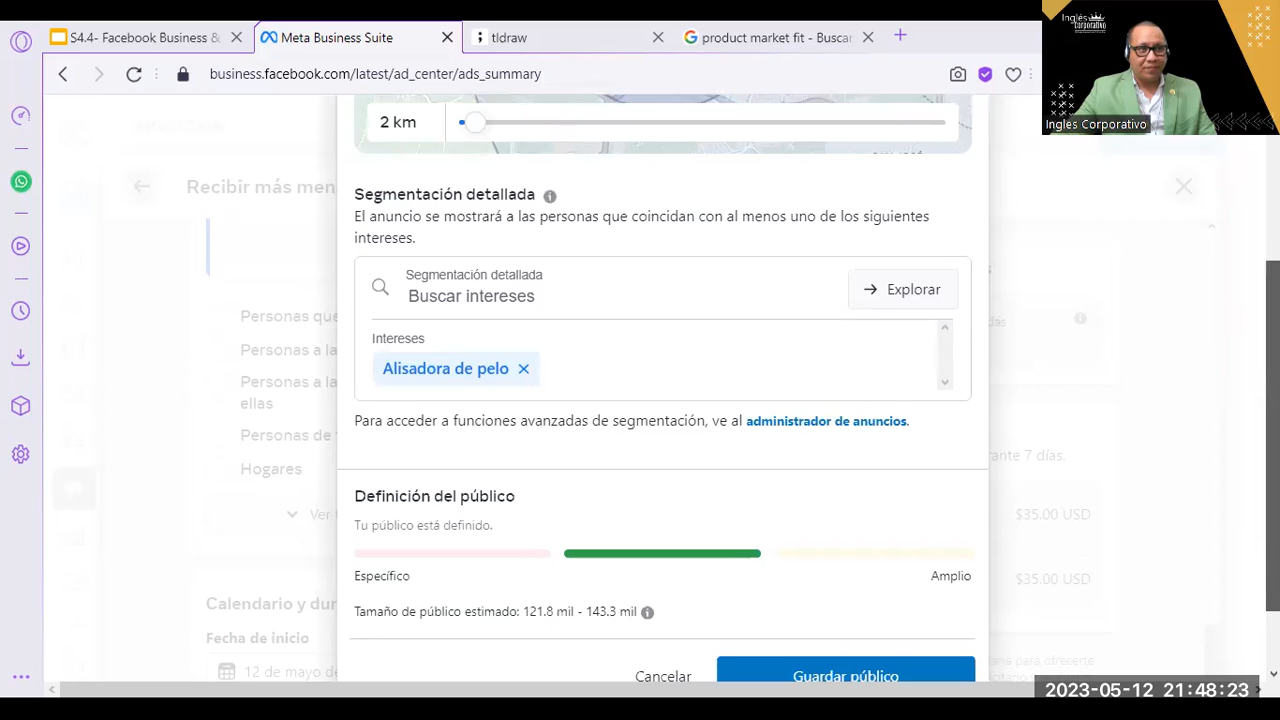 S4.4- Facebook Business &
Meta Business Suite
tldraw
product market fit - Buscar
business.facebook.com/latest/ad_center/ads_summary
Inglés
Corporativo
Ingles Corporativo
2 km
Recibir más men
Segmentación detallada
El anuncio se mostrará a las personas que coincidan con al menos uno de los siguientes
intereses.
Segmentación detallada
Buscar intereses
Explorar
Intereses
Alisadora de pelo
Para acceder a funciones avanzadas de segmentación, ve al administrador de anuncios.
Personas que
Personas a la
Personas a la
ellas
Personas de
Hogares
Ver
rante 7 días.
$35.00 USD
$35.00 USD
Definición del público
Tu público está definido.
Específico
Amplio
Tamaño de público estimado: 121.8 mil - 143.3 mil
Calendario y dur
Fecha de inicio
12 de mayo de
Cancelar
Guardar público
2023-05-12 21:48:23